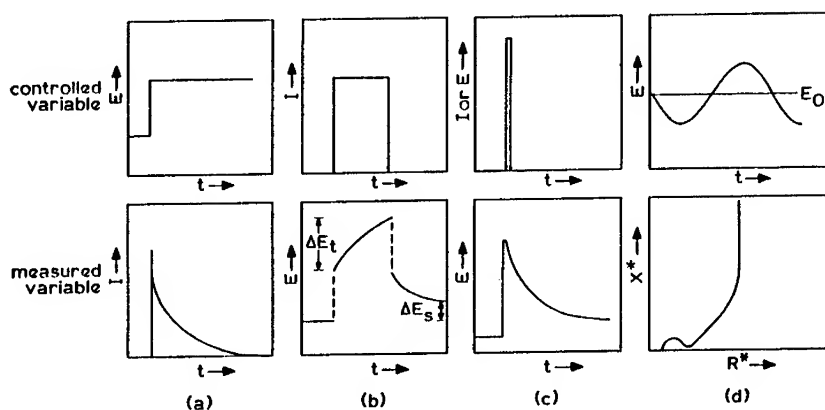 controlled variable
E →
t →
I →
t →
I or E →
t →
E →
E₀
t →
measured variable
I →
t →
E →
ΔEₜ
ΔEₛ
t →
E →
t →
X* →
R* →
(a)
(b)
(c)
(d)